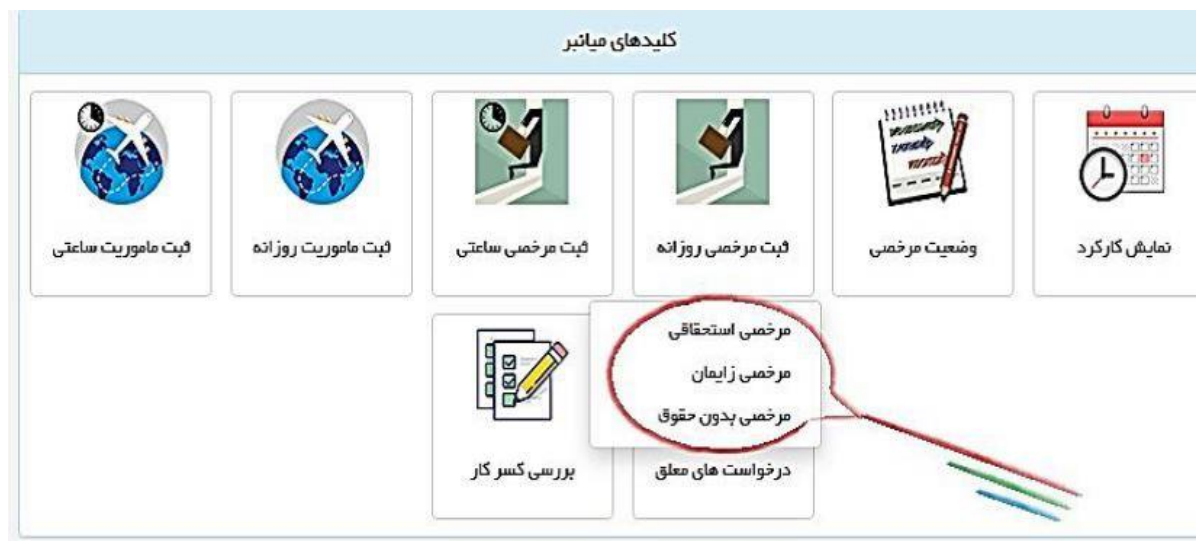 کلیدهای میانبر
نمایش کارکرد
وضعیت مرخصی
ثبت مرخصی روزانه
ثبت مرخصی ساعتی
ثبت ماموریت روزانه
ثبت ماموریت ساعتی
مرخصی استحقاقی
مرخصی زایمان
مرخصی بدون حقوق
درخواست های معلق
بررسی کسر کار